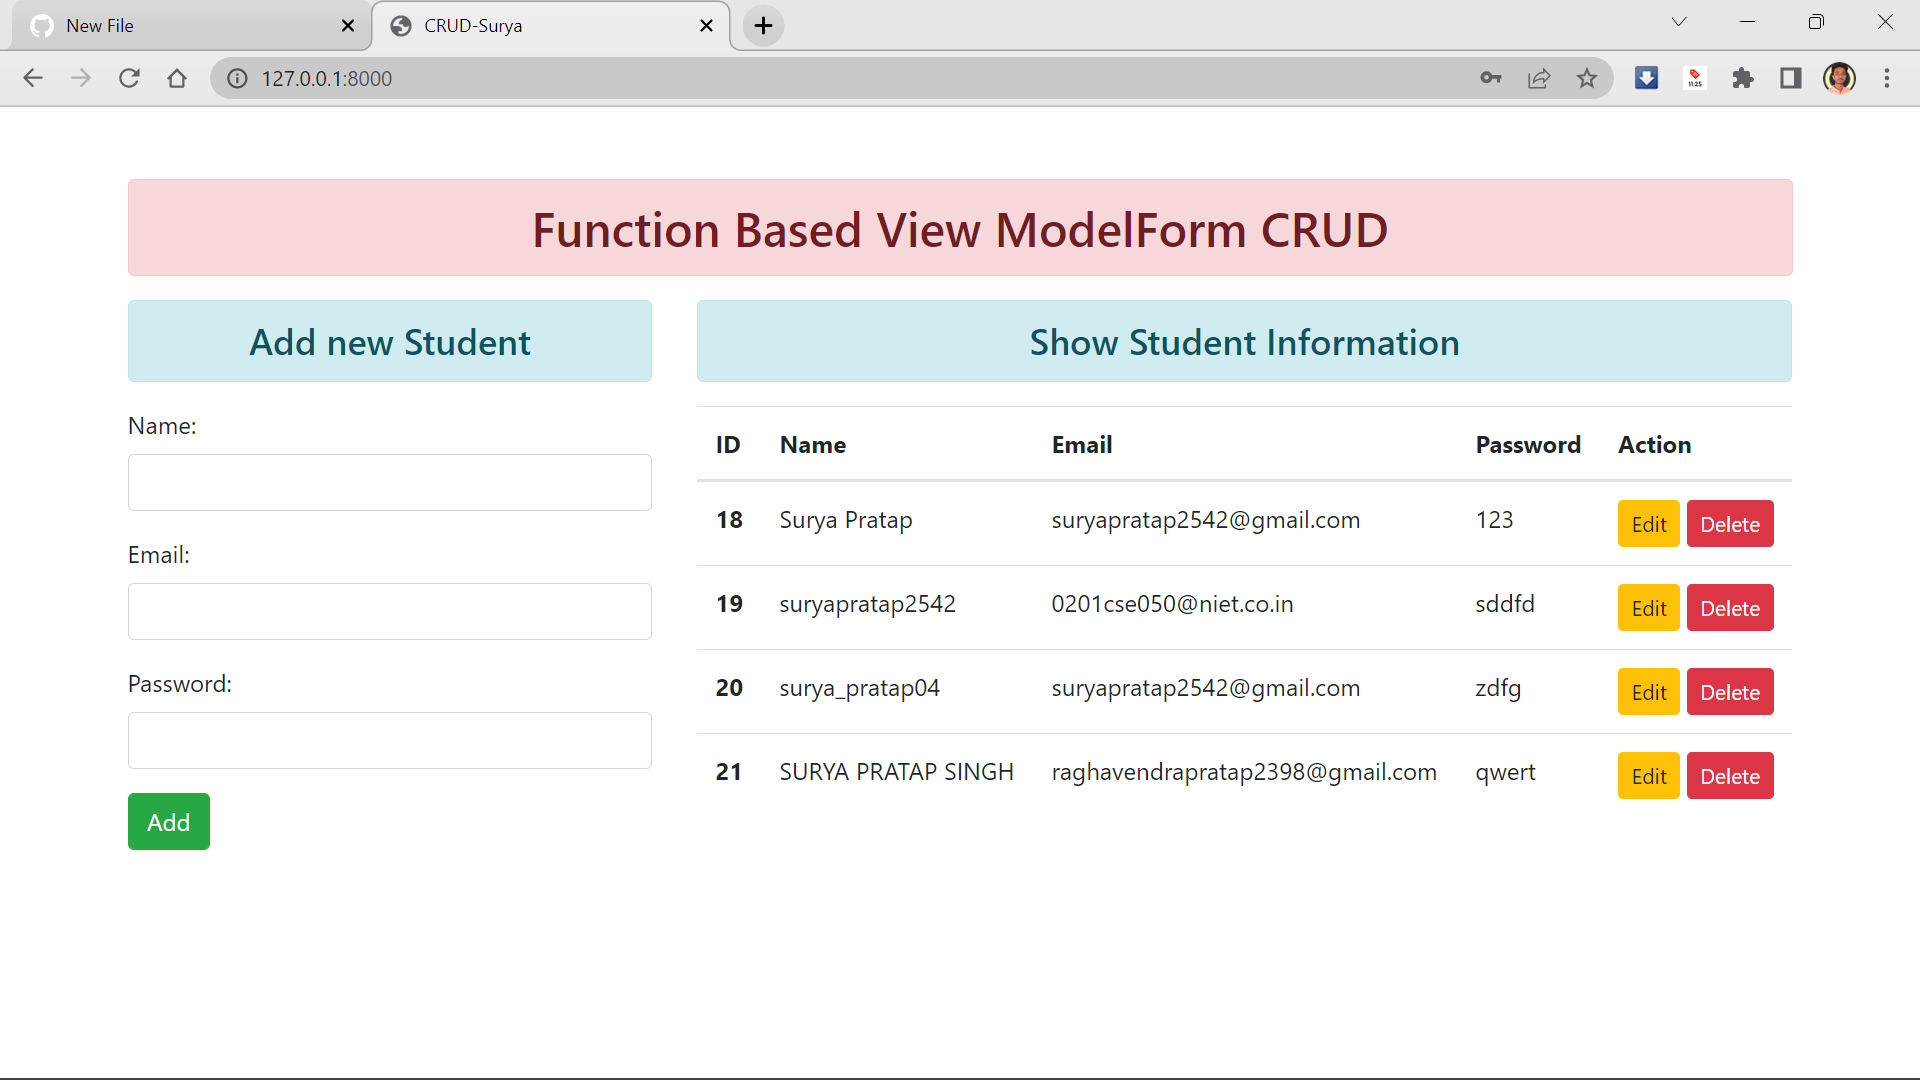 New File
CRUD-Surya
127.0.0.1:8000
11:25
Function Based View ModelForm CRUD
Add new Student
Name:
Email:
Password:
Add
Show Student Information
ID Name Email Password Action
18 Surya Pratap suryapratap2542@gmail.com 123 Edit Delete
19 suryapratap2542 0201cse050@niet.co.in sddfd Edit Delete
20 surya_pratap04 suryapratap2542@gmail.com zdfg Edit Delete
21 SURYA PRATAP SINGH raghavendrapratap2398@gmail.com qwert Edit Delete